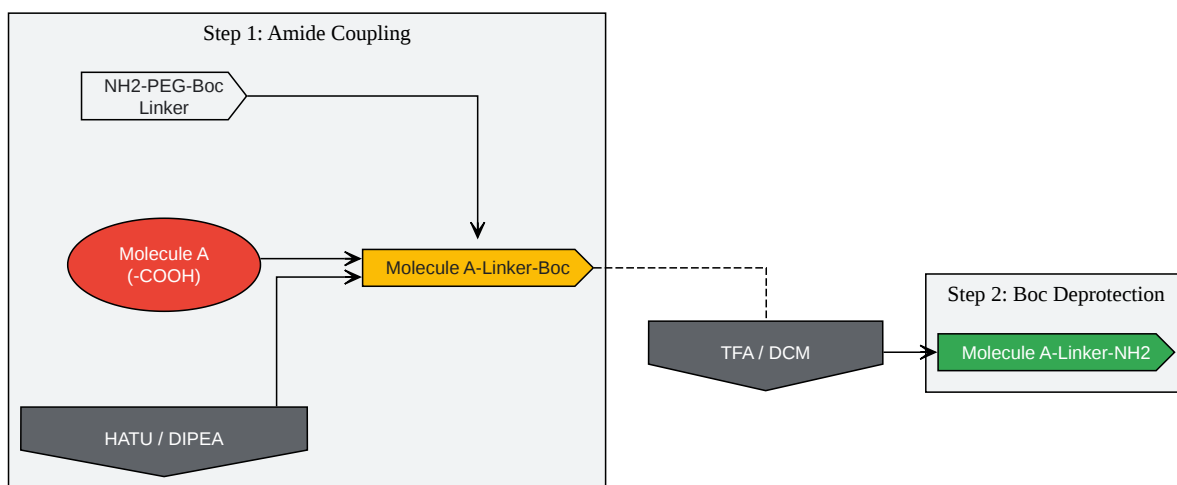 Step 1: Amide Coupling
NH2-PEG-Boc
Linker
Molecule A
(-COOH)
Molecule A-Linker-Boc
HATU / DIPEA
TFA / DCM
Step 2: Boc Deprotection
Molecule A-Linker-NH2